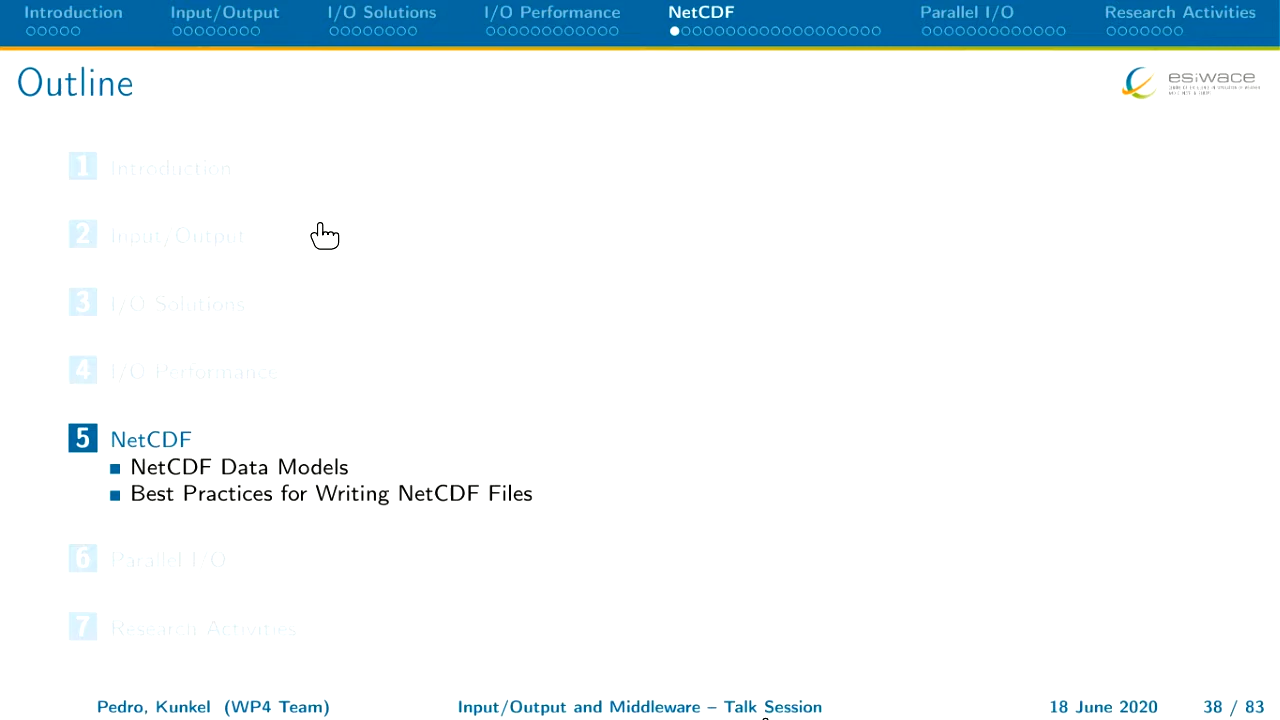 Introduction Input/Output I/O Solutions I/O Performance NetCDF Parallel I/O Research Activities
Outline
esiwace
1 Introduction
2 Input/Output
3 I/O Solutions
4 I/O Performance
5 NetCDF
NetCDF Data Models
Best Practices for Writing NetCDF Files
6 Parallel I/O
7 Research Activities
Pedro, Kunkel (WP4 Team) Input/Output and Middleware – Talk Session 18 June 2020 38 / 83